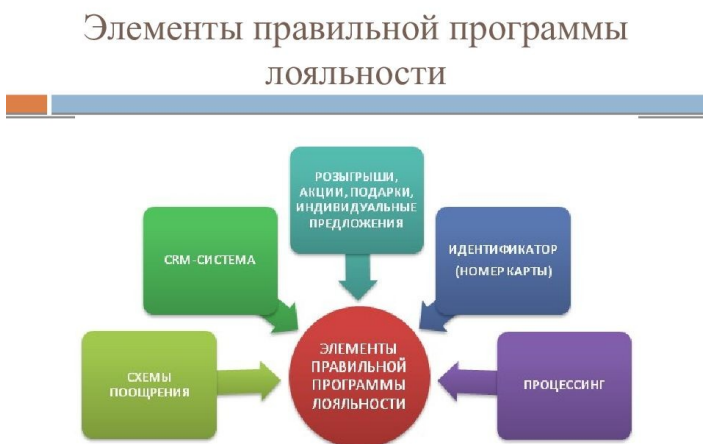 Элементы правильной программы
лояльности
РОЗЫГРЫШИ,
АКЦИИ, ПОДАРКИ,
ИНДИВИДУАЛЬНЫЕ
ПРЕДЛОЖЕНИЯ
CRM-СИСТЕМА
ИДЕНТИФИКАТОР
(НОМЕР КАРТЫ)
СХЕМЫ
ПООЩРЕНИЯ
ЭЛЕМЕНТЫ
ПРАВИЛЬНОЙ
ПРОГРАММЫ
ЛОЯЛЬНОСТИ
ПРОЦЕССИНГ